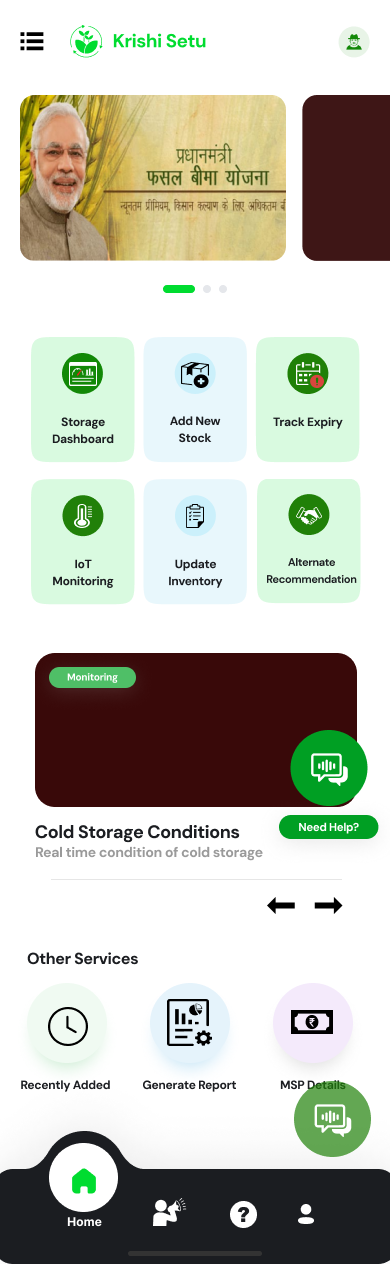 Krishi Setu
प्रधानमंत्री
फसल बीमा योजना
न्यूनतम प्रीमियम, किसान कल्याण के लिए अधिकतम
Storage
Dashboard
Add New
Stock
Track Expiry
IoT
Monitoring
Update
Inventory
Alternate
Recommendation
Monitoring
Need Help?
Cold Storage Conditions
Real time condition of cold storage
Other Services
Recently Added
Generate Report
MSP Details
Home